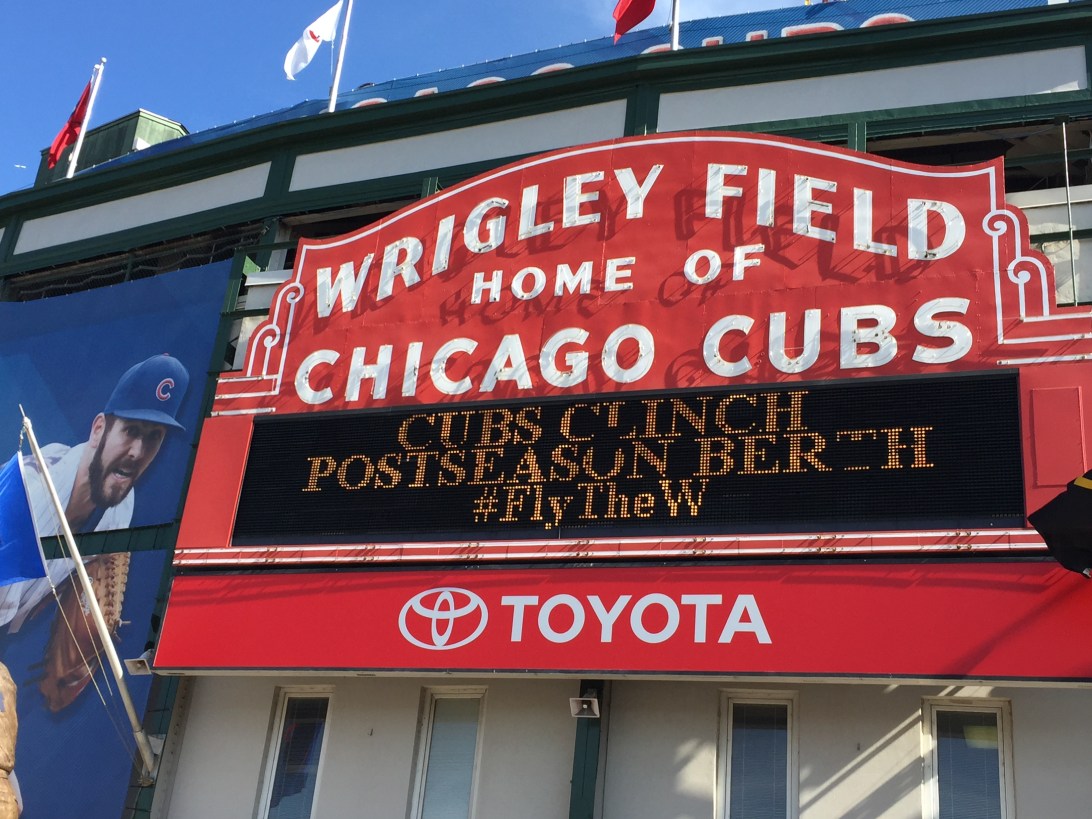 WRIGLEY FIELD
HOME OF
CHICAGO CUBS
CUBS CLINCH
POSTSEASON BERTH
#FlyTheW
TOYOTA
C